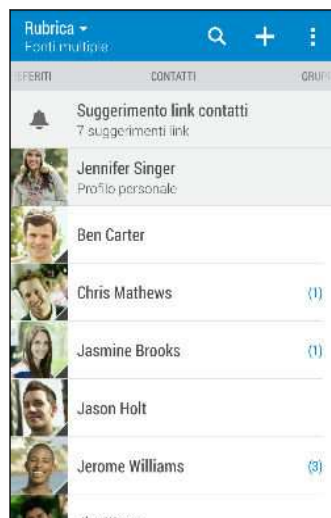 Rubrica
Fonti multiple
EFERITI CONTATTI GRUP
Suggerimento link contatti
7 suggerimenti link
Jennifer Singer
Profilo personale
Ben Carter
Chris Mathews (1)
Jasmine Brooks (1)
Jason Holt
Jerome Williams (3)